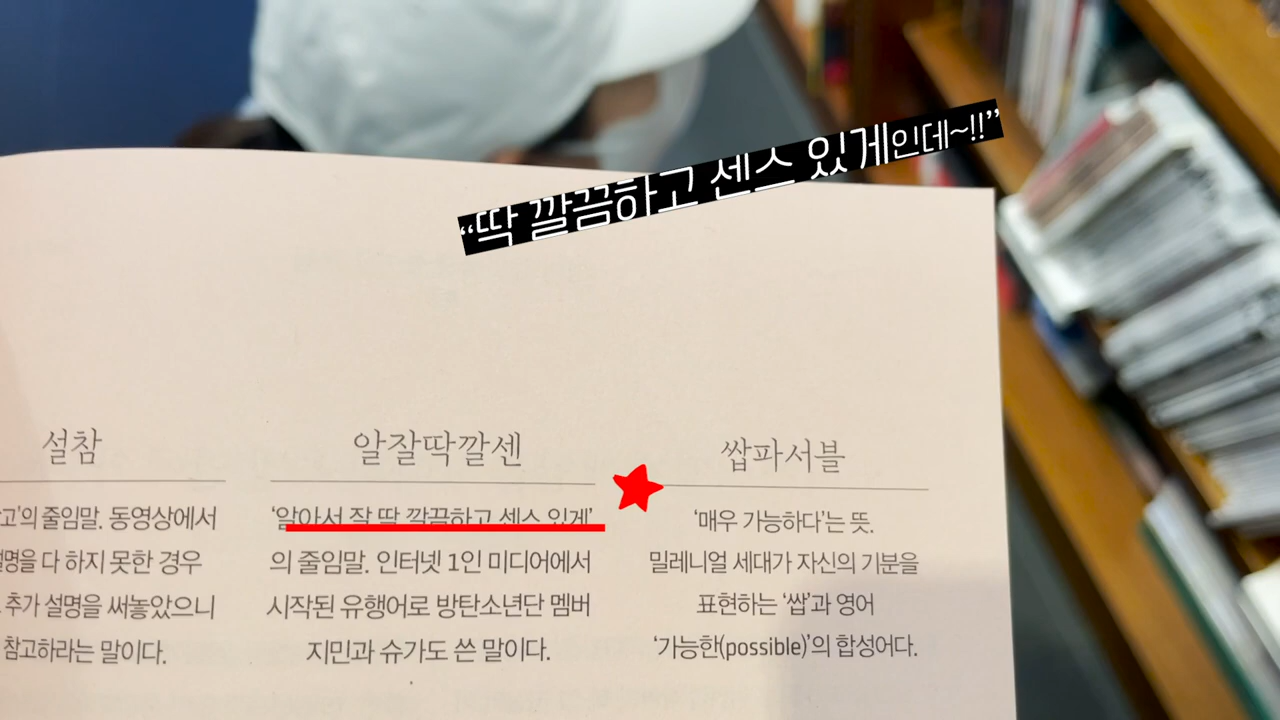 “딱 깔끔하고 센스 있게인데~!!”
설참
고'의 줄임말. 동영상에서
설명을 다 하지 못한 경우
추가 설명을 써놓았으니
참고하라는 말이다.
알잘딱깔센
‘알아서 잘 딱 깔끔하고 센스 있게’
의 줄임말. 인터넷 1인 미디어에서
시작된 유행어로 방탄소년단 멤버
지민과 슈가도 쓴 말이다.
쌉파서블
‘매우 가능하다’는 뜻.
밀레니얼 세대가 자신의 기분을
표현하는 ‘쌉’과 영어
‘가능한(possible)’의 합성어다.